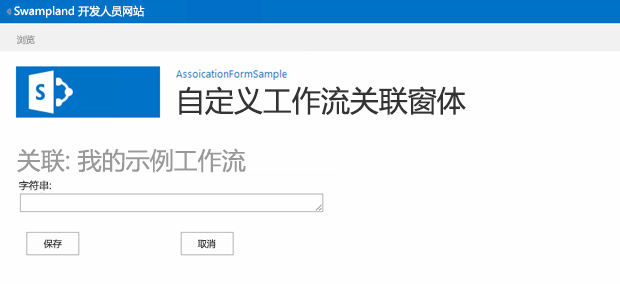 Swampland 开发人员网站
浏览
AssoicationFormSample
自定义工作流关联窗体
关联: 我的示例工作流
字符串:
保存 取消